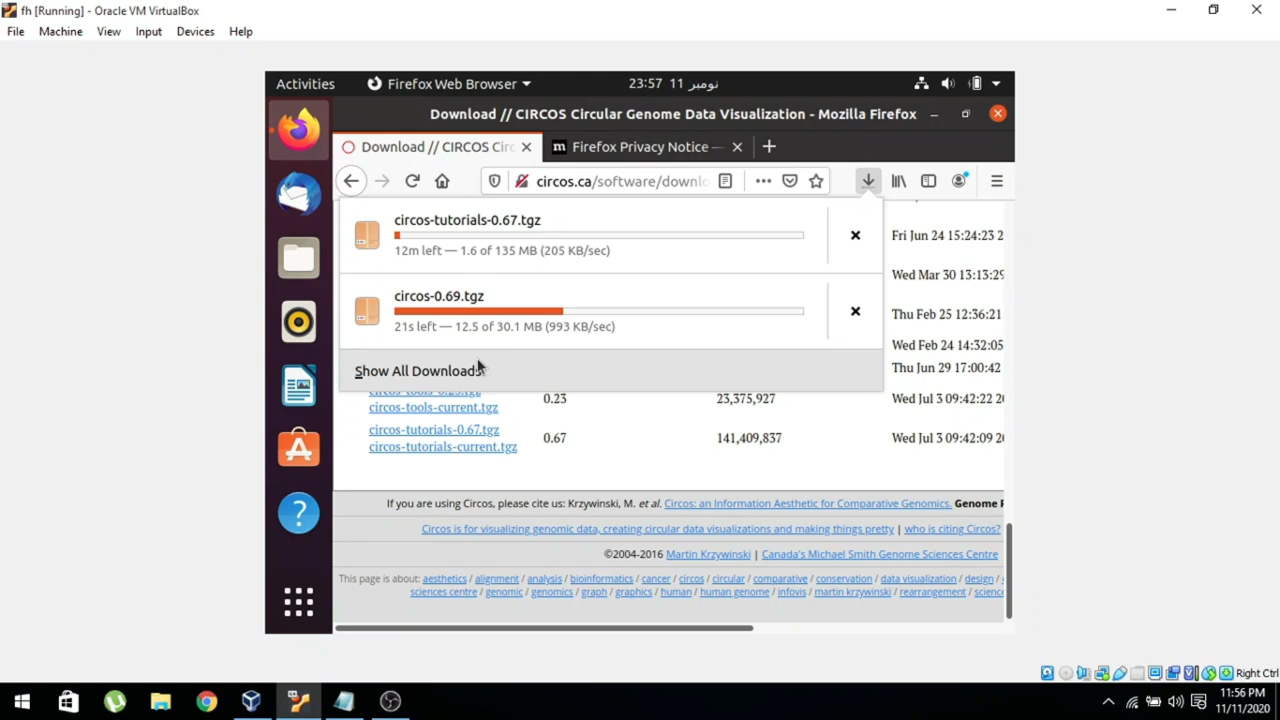 fh [Running] - Oracle VM VirtualBox
File Machine View Input Devices Help
Activities Firefox Web Browser 23:57 11 نومبر
Download // CIRCOS Circular Genome Data Visualization - Mozilla Firefox
Download // CIRCOS Circ Firefox Privacy Notice —
circos.ca/software/downlo
circos-tutorials-0.67.tgz
12m left — 1.6 of 135 MB (205 KB/sec)
circos-0.69.tgz
21s left — 12.5 of 30.1 MB (993 KB/sec)
Show All Downloads
Fri Jun 24 15:24:23 2
Wed Mar 30 13:13:29
Thu Feb 25 12:36:21
Wed Feb 24 14:32:05
Thu Jun 29 17:00:42
circos-tools-0.23.tgz 0.23 23,375,927 Wed Jul 3 09:42:22 20
circos-tools-current.tgz
circos-tutorials-0.67.tgz 0.67 141,409,837 Wed Jul 3 09:42:09 20
circos-tutorials-current.tgz
If you are using Circos, please cite us: Krzywinski, M. et al. Circos: an Information Aesthetic for Comparative Genomics. Genome R
Circos is for visualizing genomic data, creating circular data visualizations and making things pretty | who is citing Circos?
©2004-2016 Martin Krzywinski | Canada's Michael Smith Genome Sciences Centre
This page is about: aesthetics / alignment / analysis / bioinformatics / cancer / circos / circular / comparative / conservation / data visualization / design /
sciences centre / genomic / genomics / graph / graphics / human / human genome / infovis / martin krzywinski / rearrangement / science
Right Ctrl
11:56 PM
11/11/2020